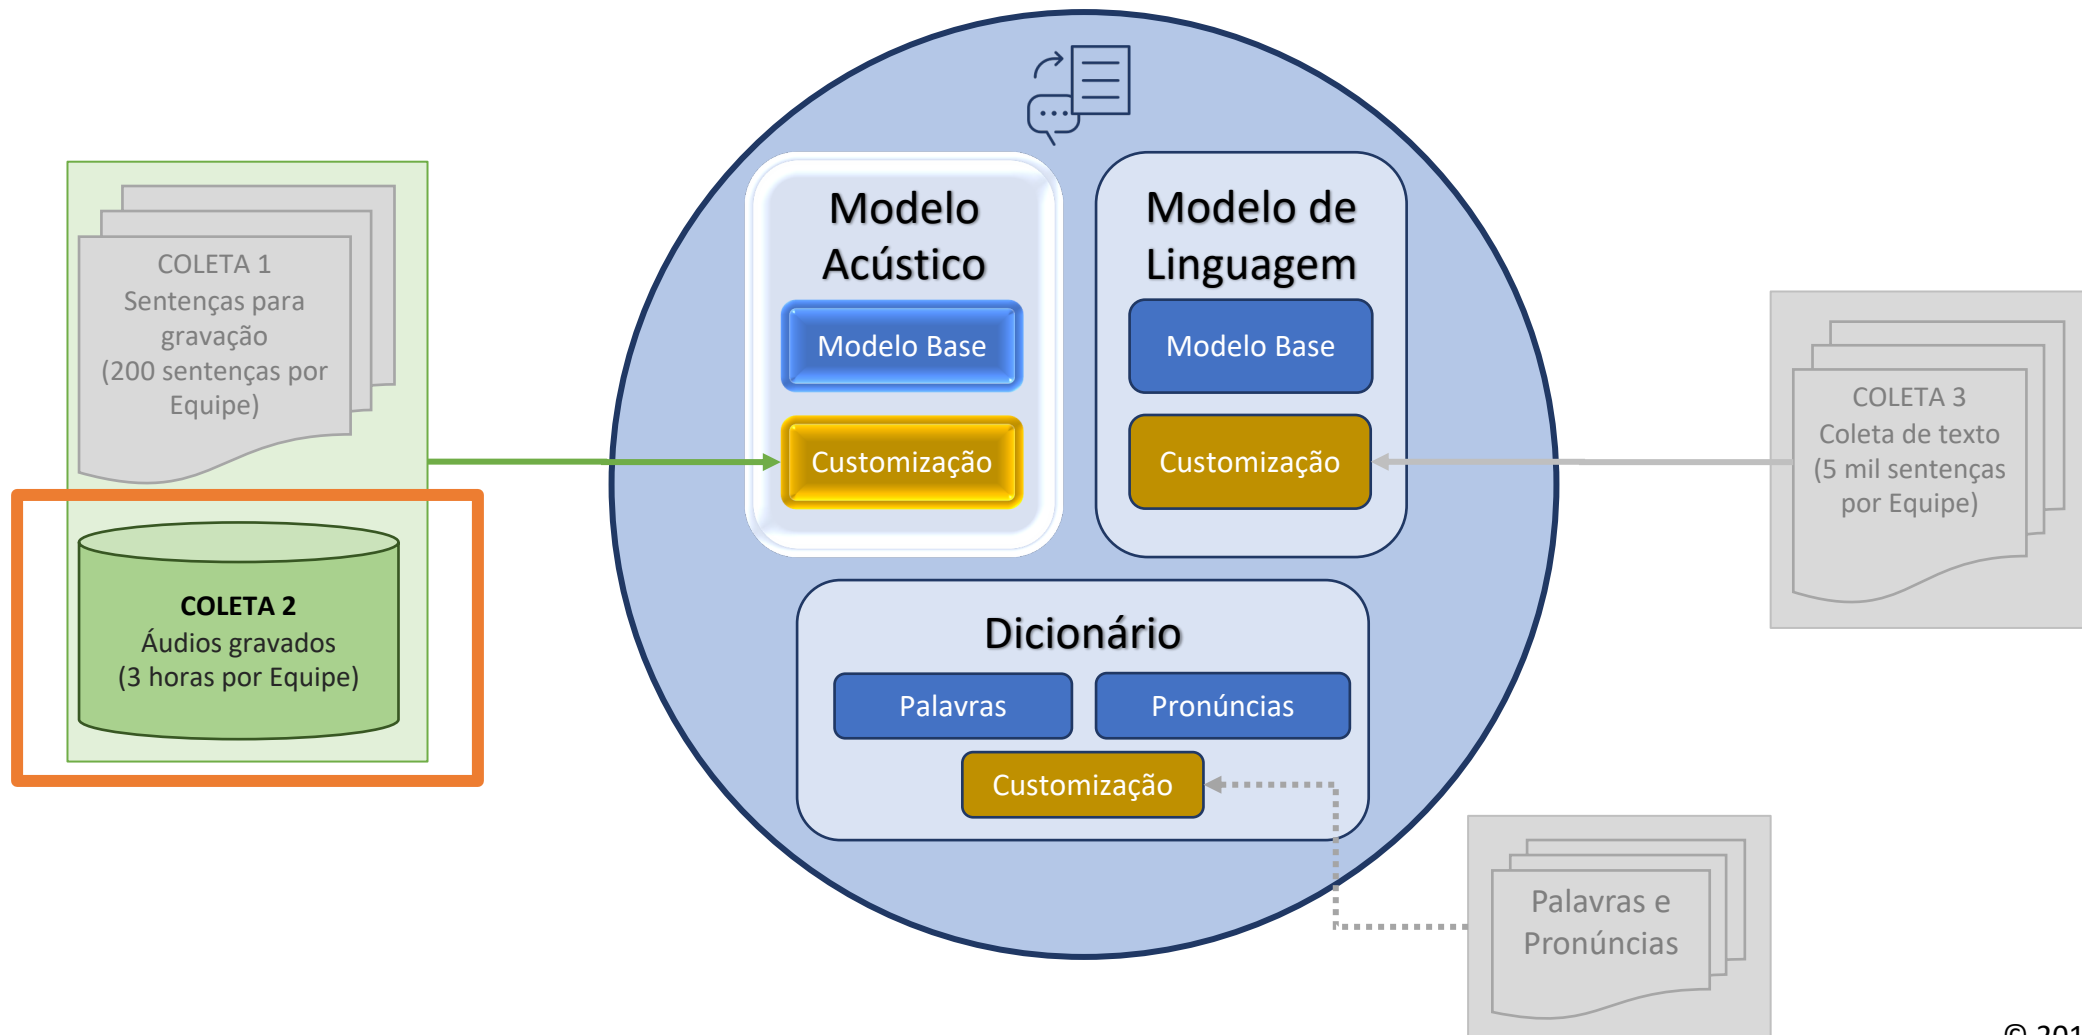 COLETA 1
Sentenças para
gravação
(200 sentenças por
Equipe)
COLETA 2
Áudios gravados
(3 horas por Equipe)
Modelo
Acústico
Modelo Base
Customização
Modelo de
Linguagem
Modelo Base
Customização
Dicionário
Palavras
Pronúncias
Customização
COLETA 3
Coleta de texto
(5 mil sentenças
por Equipe)
Palavras e
Pronúncias
© 201